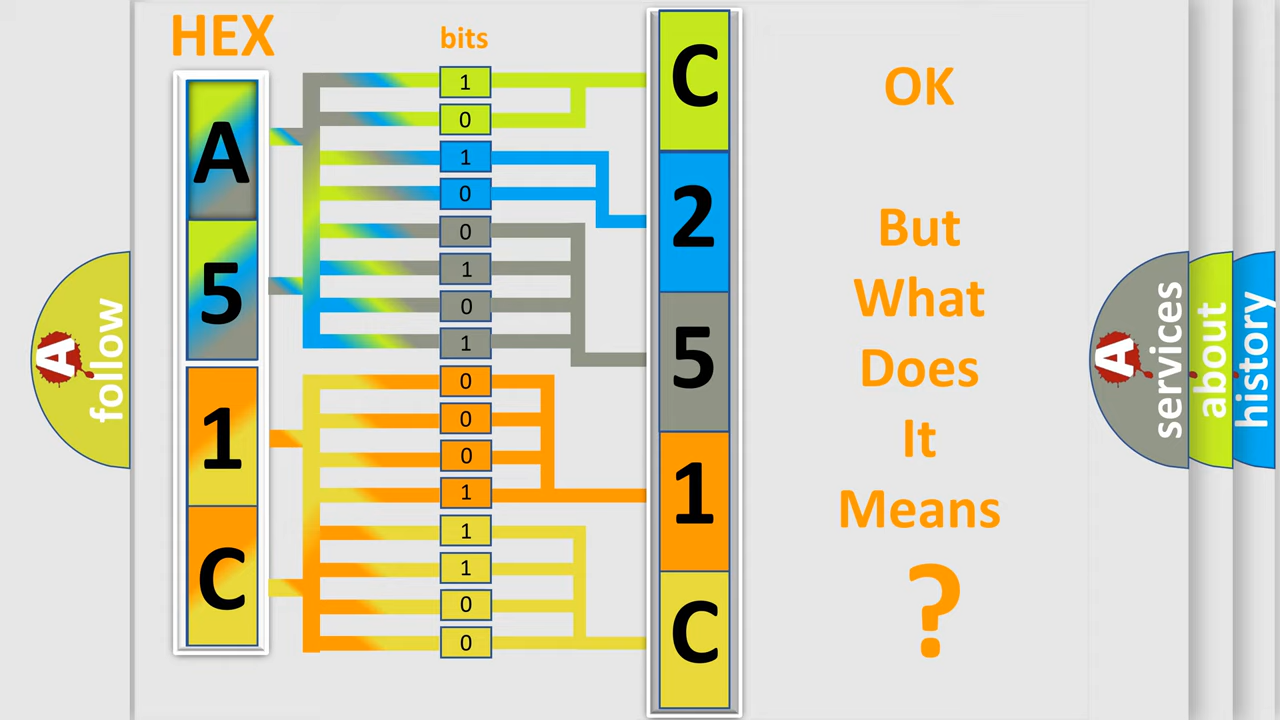 HEX
bits
A
5
1
C
1
0
1
0
0
1
0
1
0
0
0
1
1
1
0
0
C
2
5
1
C
OK
But
What
Does
It
Means
?
A
follow
A
services
about
history